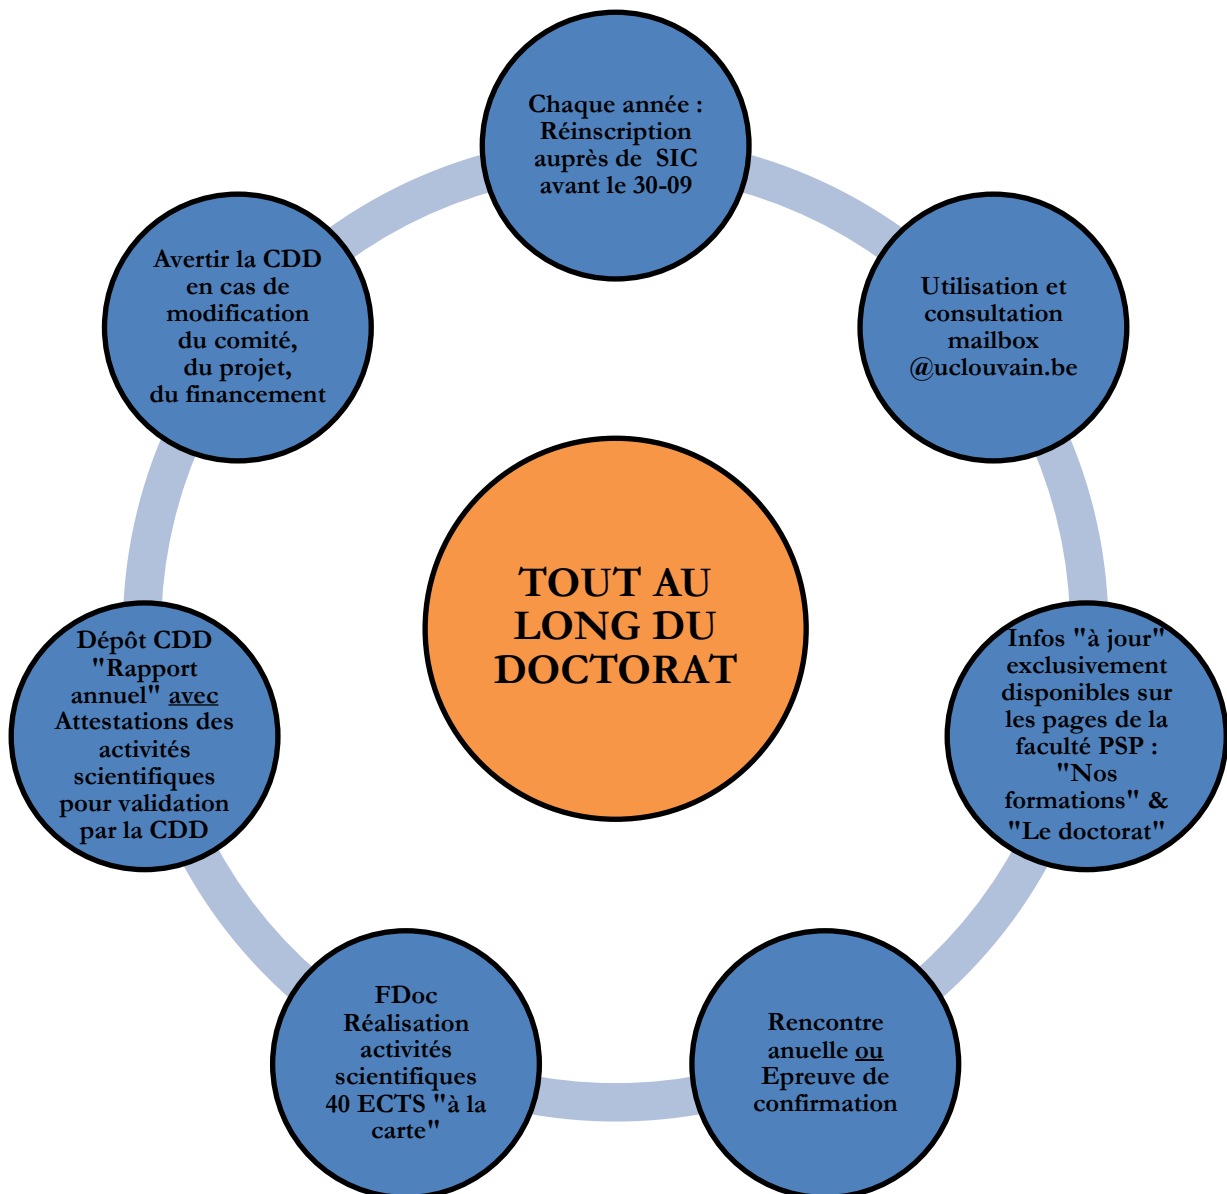 Chaque année :
Réinscription
auprès de SIC
avant le 30-09
Utilisation et
consultation
mailbox
@uclouvain.be
Infos "à jour"
exclusivement
disponibles sur
les pages de la
faculté PSP :
"Nos
formations" &
"Le doctorat"
Rencontre
anuelle ou
Epreuve de
confirmation
FDoc
Réalisation
activités
scientifiques
40 ECTS "à la
carte"
Dépôt CDD
"Rapport
annuel" avec
Attestations des
activités
scientifiques
pour validation
par la CDD
Avertir la CDD
en cas de
modification
du comité,
du projet,
du financement
TOUT AU
LONG DU
DOCTORAT